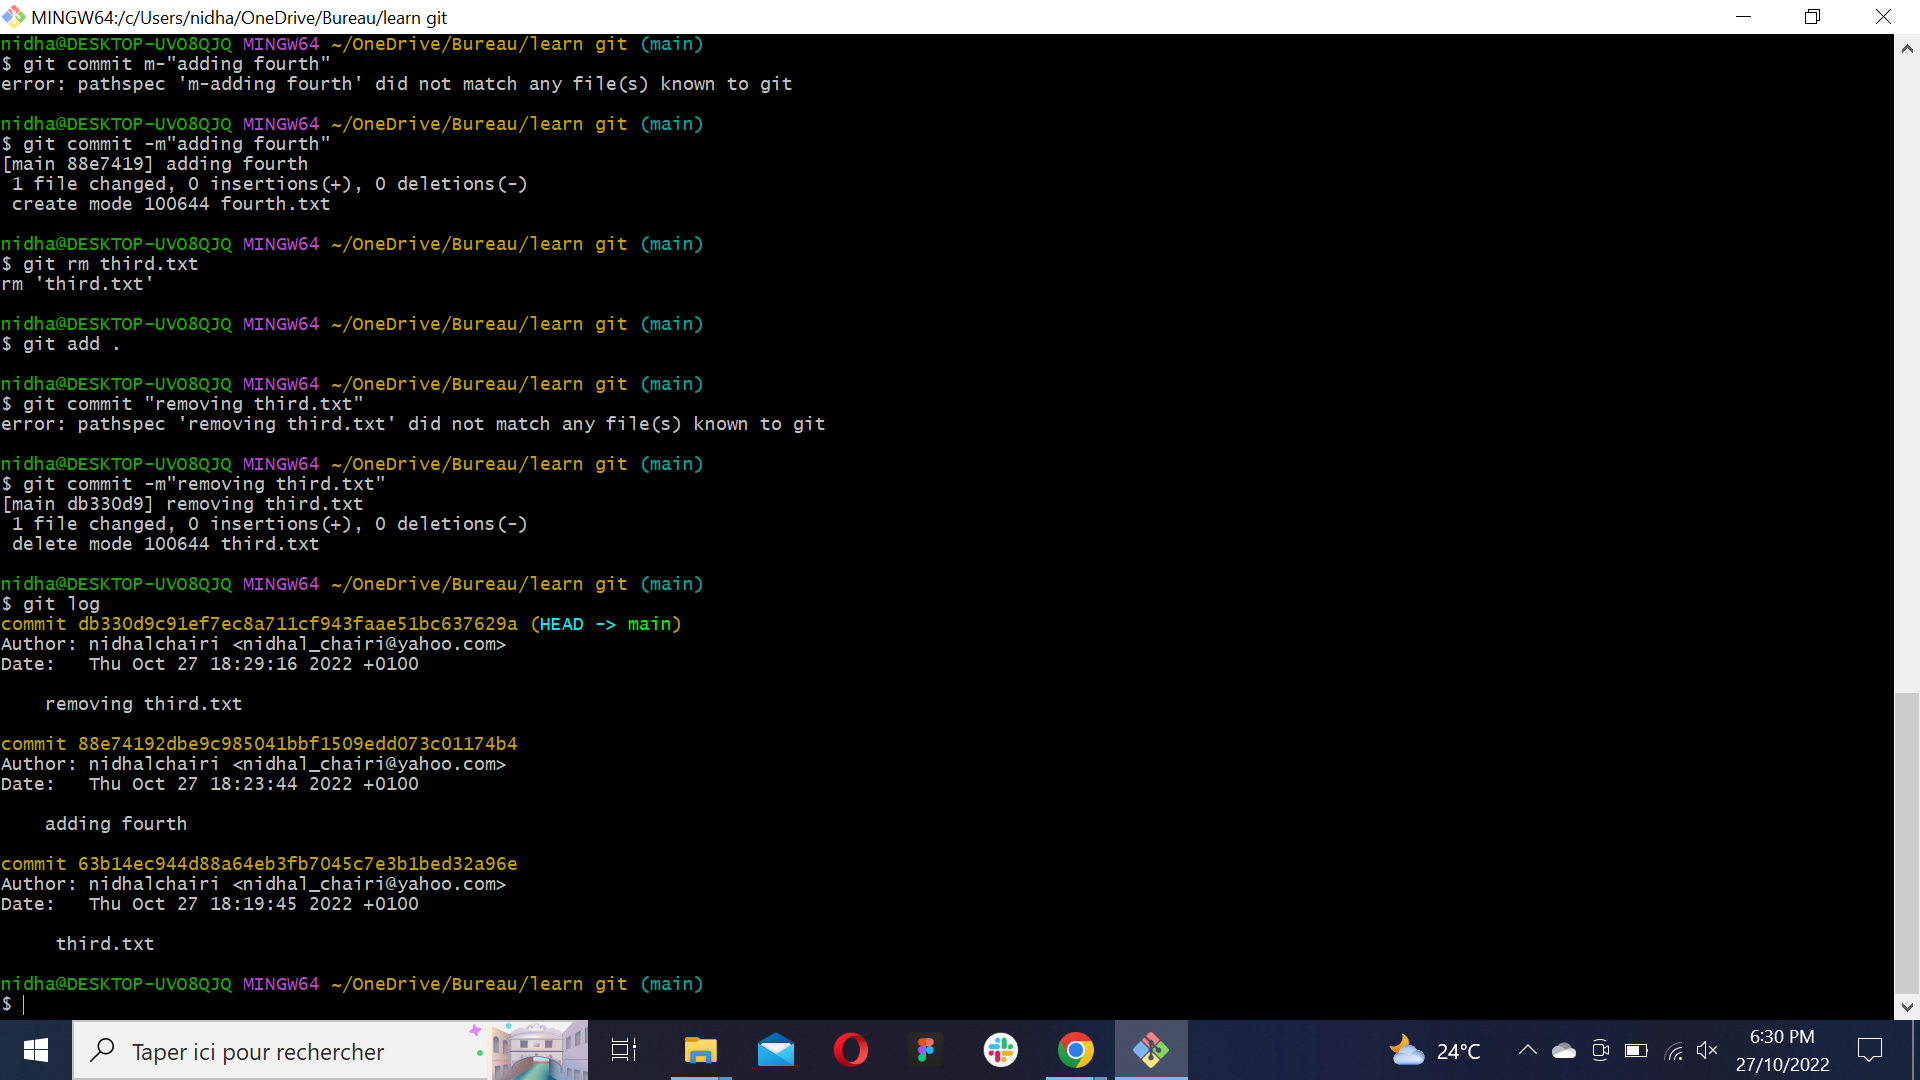 MINGW64:/c/Users/nidha/OneDrive/Bureau/learn git
nidha@DESKTOP-UVO8QJQ MINGW64 ~/OneDrive/Bureau/learn git (main)
$ git commit m-"adding fourth"
error: pathspec 'm-adding fourth' did not match any file(s) known to git
nidha@DESKTOP-UVO8QJQ MINGW64 ~/OneDrive/Bureau/learn git (main)
$ git commit -m"adding fourth"
[main 88e7419] adding fourth
1 file changed, 0 insertions(+), 0 deletions(-)
create mode 100644 fourth.txt
nidha@DESKTOP-UVO8QJQ MINGW64 ~/OneDrive/Bureau/learn git (main)
$ git rm third.txt
rm 'third.txt'
nidha@DESKTOP-UVO8QJQ MINGW64 ~/OneDrive/Bureau/learn git (main)
$ git add .
nidha@DESKTOP-UVO8QJQ MINGW64 ~/OneDrive/Bureau/learn git (main)
$ git commit "removing third.txt"
error: pathspec 'removing third.txt' did not match any file(s) known to git
nidha@DESKTOP-UVO8QJQ MINGW64 ~/OneDrive/Bureau/learn git (main)
$ git commit -m"removing third.txt"
[main db330d9] removing third.txt
1 file changed, 0 insertions(+), 0 deletions(-)
delete mode 100644 third.txt
nidha@DESKTOP-UVO8QJQ MINGW64 ~/OneDrive/Bureau/learn git (main)
$ git log
commit db330d9c91ef7ec8a711cf943faae51bc637629a (HEAD -> main)
Author: nidhalchairi <nidhal_chairi@yahoo.com>
Date:   Thu Oct 27 18:29:16 2022 +0100
removing third.txt
commit 88e74192dbe9c985041bbf1509edd073c01174b4
Author: nidhalchairi <nidhal_chairi@yahoo.com>
Date:   Thu Oct 27 18:23:44 2022 +0100
adding fourth
commit 63b14ec944d88a64eb3fb7045c7e3b1bed32a96e
Author: nidhalchairi <nidhal_chairi@yahoo.com>
Date:   Thu Oct 27 18:19:45 2022 +0100
third.txt
nidha@DESKTOP-UVO8QJQ MINGW64 ~/OneDrive/Bureau/learn git (main)
$
Taper ici pour rechercher
24°C
6:30 PM
27/10/2022